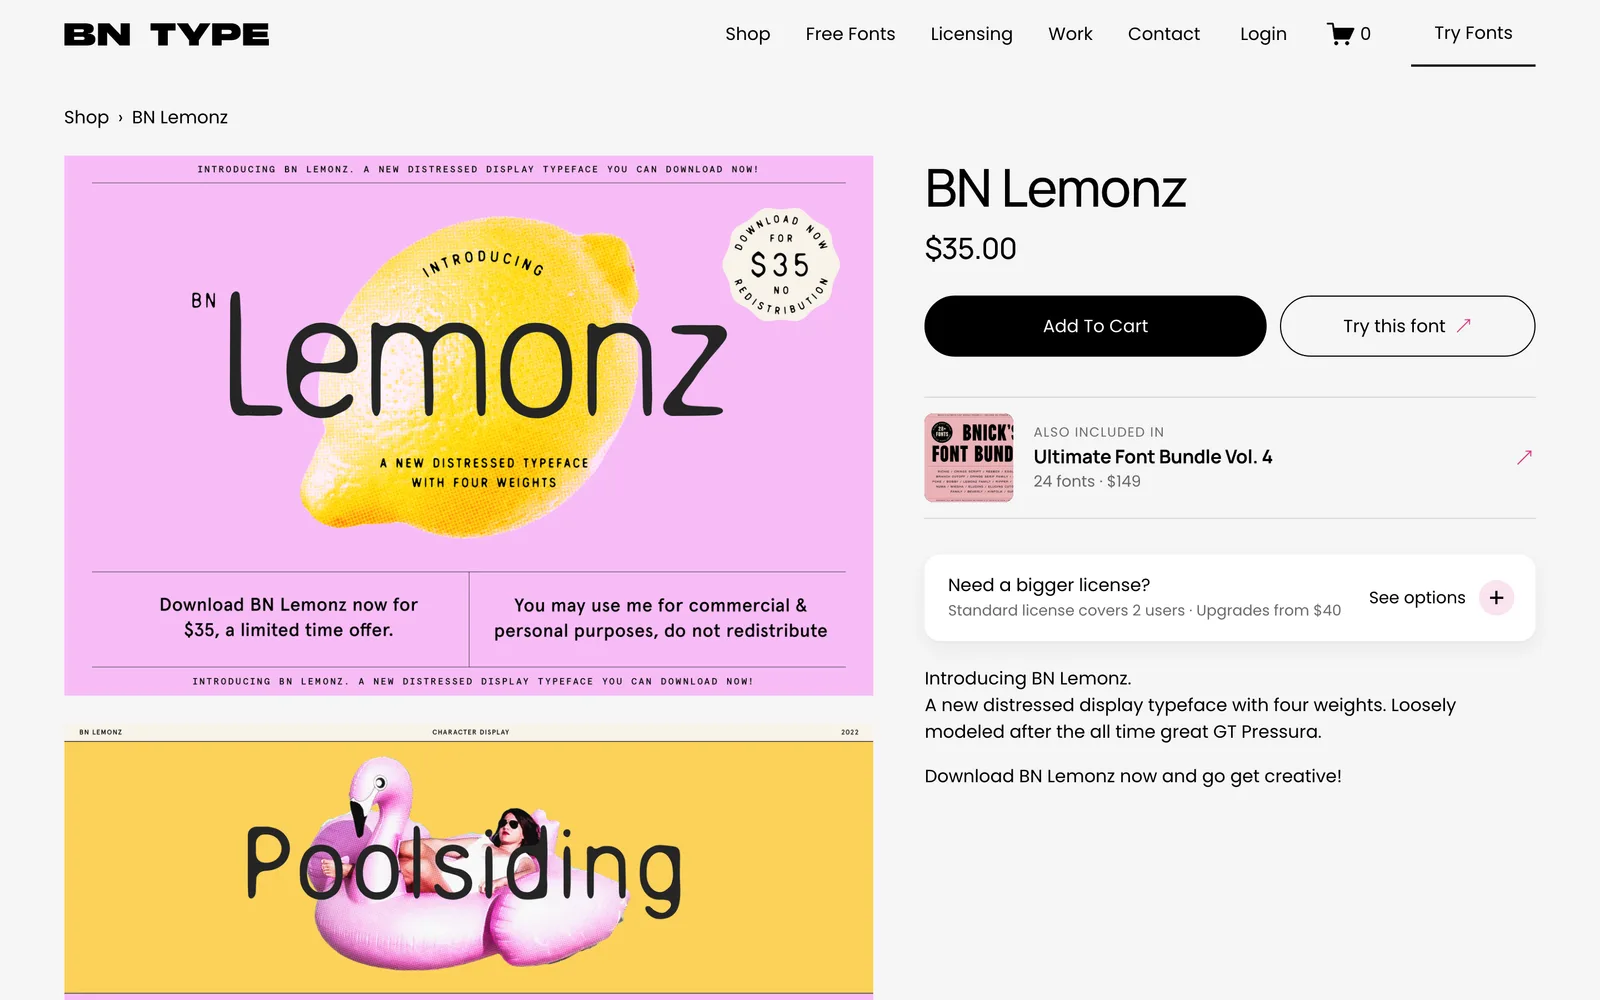 BN TYPE
Shop
Free Fonts
Licensing
Work
Contact
Login
0
Try Fonts
Shop › BN Lemonz
INTRODUCING BN LEMONZ. A NEW DISTRESSED DISPLAY TYPEFACE YOU CAN DOWNLOAD NOW!
DOWNLOAD NOW
FOR
$35
NO
REDISTRIBUTION
INTRODUCING
BN
Lemonz
A NEW DISTRESSED TYPEFACE
WITH FOUR WEIGHTS
Download BN Lemonz now for
$35, a limited time offer.
You may use me for commercial &
personal purposes, do not redistribute
INTRODUCING BN LEMONZ. A NEW DISTRESSED DISPLAY TYPEFACE YOU CAN DOWNLOAD NOW!
BN LEMONZ
CHARACTER DISPLAY
2022
Poolsiding
BN Lemonz
$35.00
Add To Cart
Try this font
BNICK'S
FONT BUND
ALSO INCLUDED IN
Ultimate Font Bundle Vol. 4
24 fonts · $149
Need a bigger license?
Standard license covers 2 users · Upgrades from $40
See options
Introducing BN Lemonz.
A new distressed display typeface with four weights. Loosely
modeled after the all time great GT Pressura.
Download BN Lemonz now and go get creative!